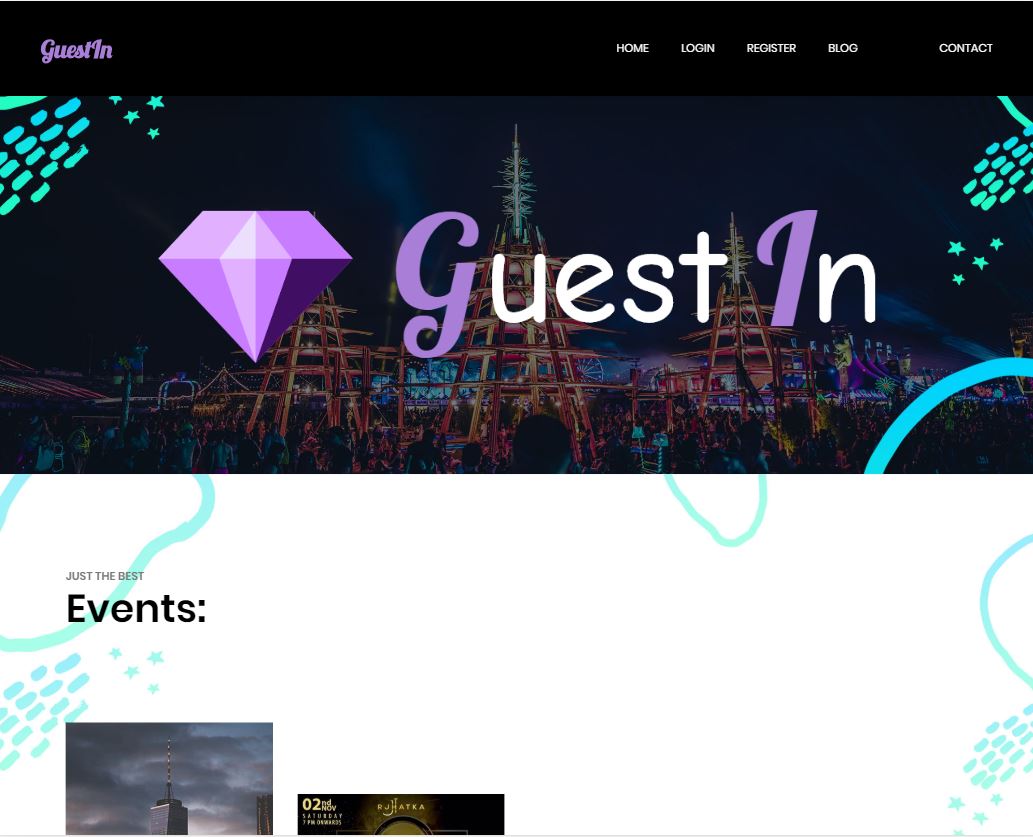 GuestIn
HOME LOGIN REGISTER BLOG CONTACT
GuestIn
JUST THE BEST
Events:
02nd NOV
SATURDAY
7 PM ONWARDS
RJHATKA